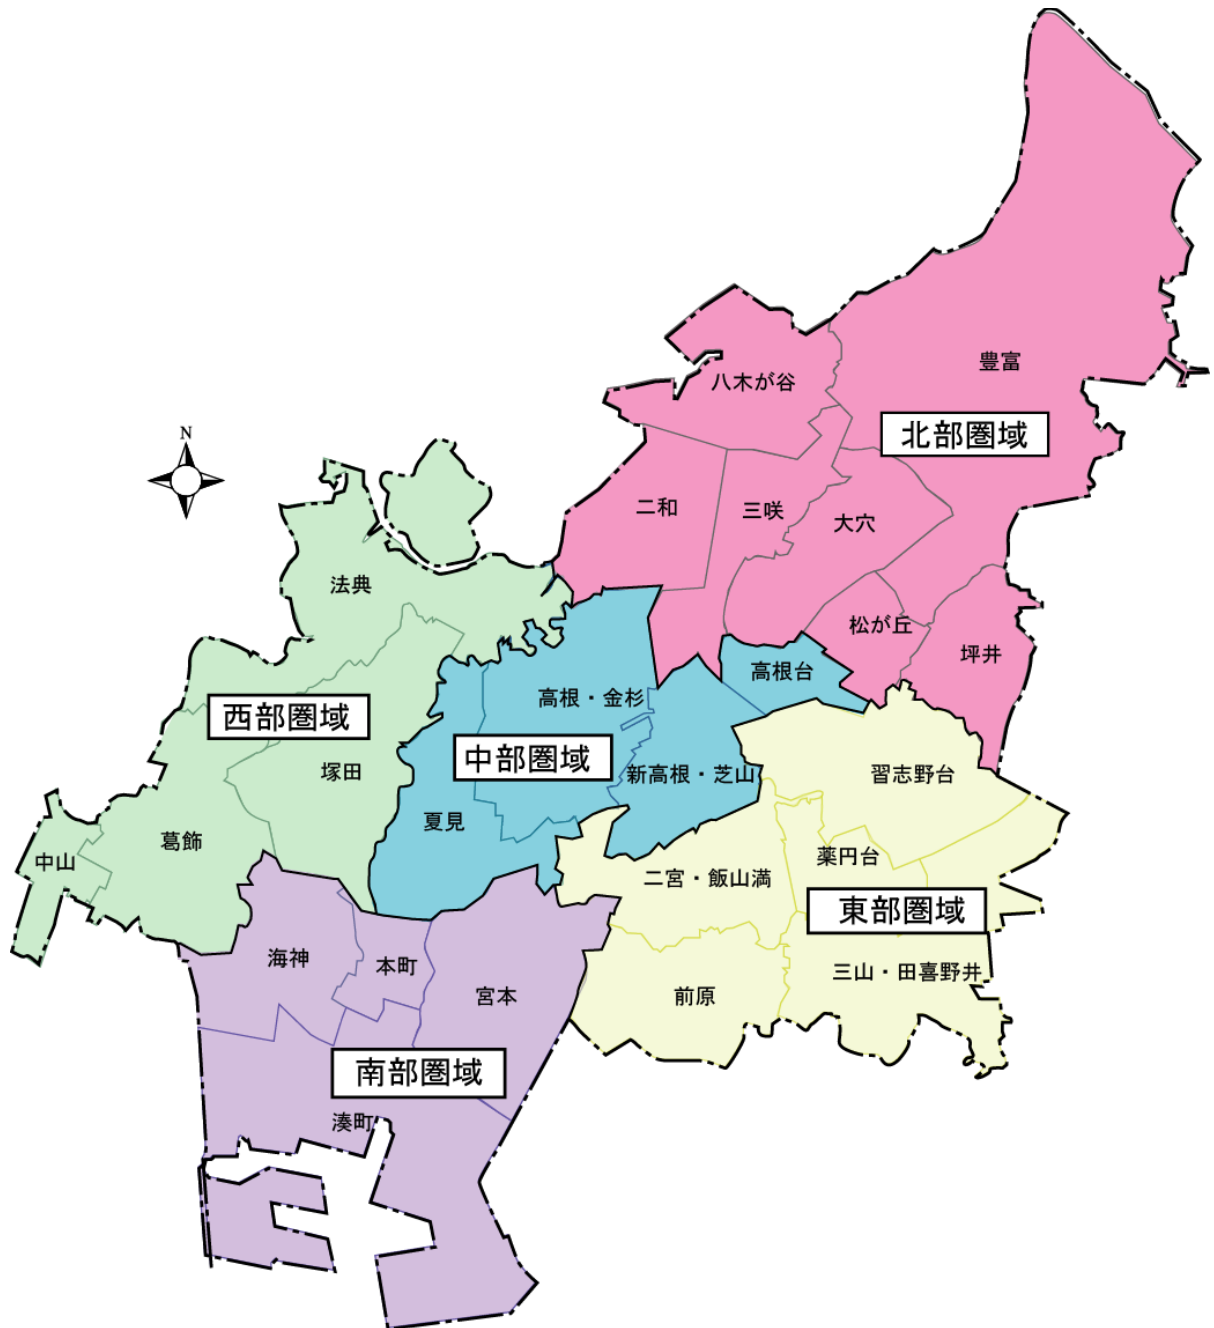 豊富
八木が谷
北部圏域
N
二和
三咲
大穴
法典
松が丘
坪井
高根台
高根・金杉
西部圏域
中部圏域
塚田
新高根・芝山
習志野台
夏見
葛飾
中山
薬円台
二宮・飯山満
東部圏域
海神
本町
三山・田喜野井
宮本
前原
南部圏域
湊町